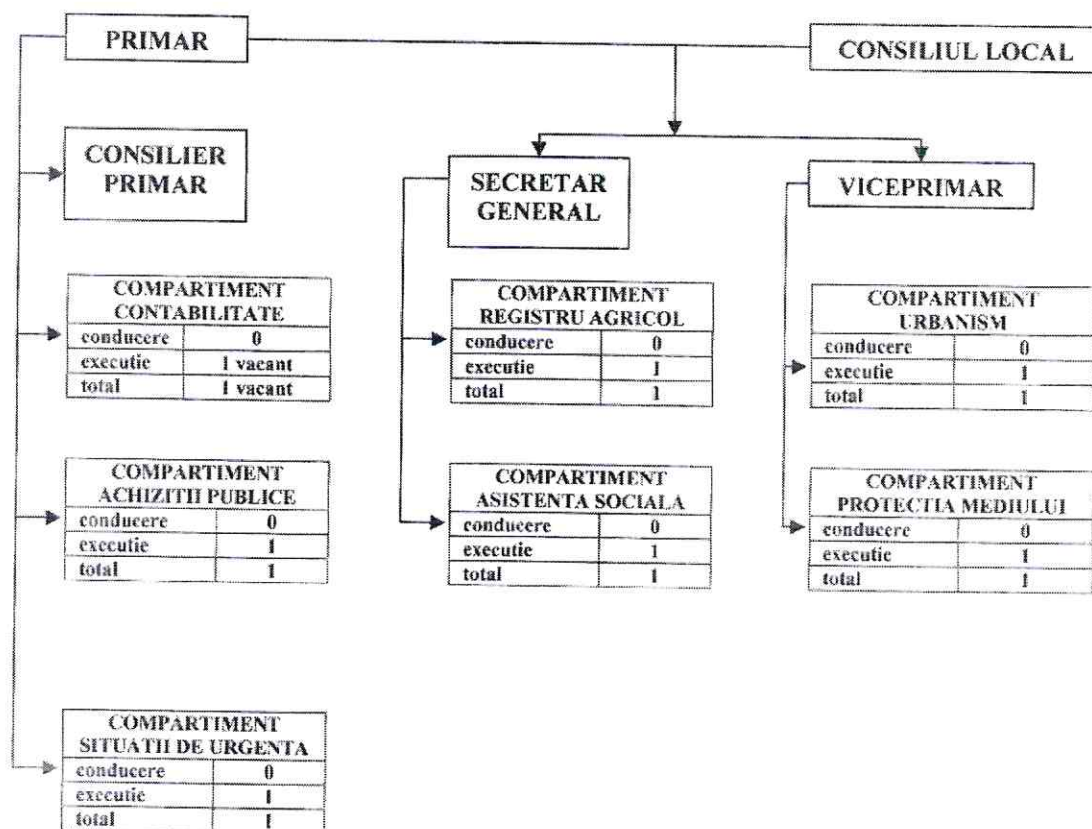 PRIMAR
CONSILIUL LOCAL
CONSILIER
PRIMAR
SECRETAR
GENERAL
VICEPRIMAR
COMPARTIMENT
CONTABILITATE
conducere 0
executie 1 vacant
total 1 vacant
COMPARTIMENT
REGISTRU AGRICOL
conducere 0
executie 1
total 1
COMPARTIMENT
URBANISM
conducere 0
executie 1
total 1
COMPARTIMENT
ACHIZITII PUBLICE
conducere 0
executie 1
total 1
COMPARTIMENT
ASISTENTA SOCIALA
conducere 0
executie 1
total 1
COMPARTIMENT
PROTECTIA MEDIULUI
conducere 0
executie 1
total 1
COMPARTIMENT
SITUATII DE URGENTA
conducere 0
executie 1
total 1